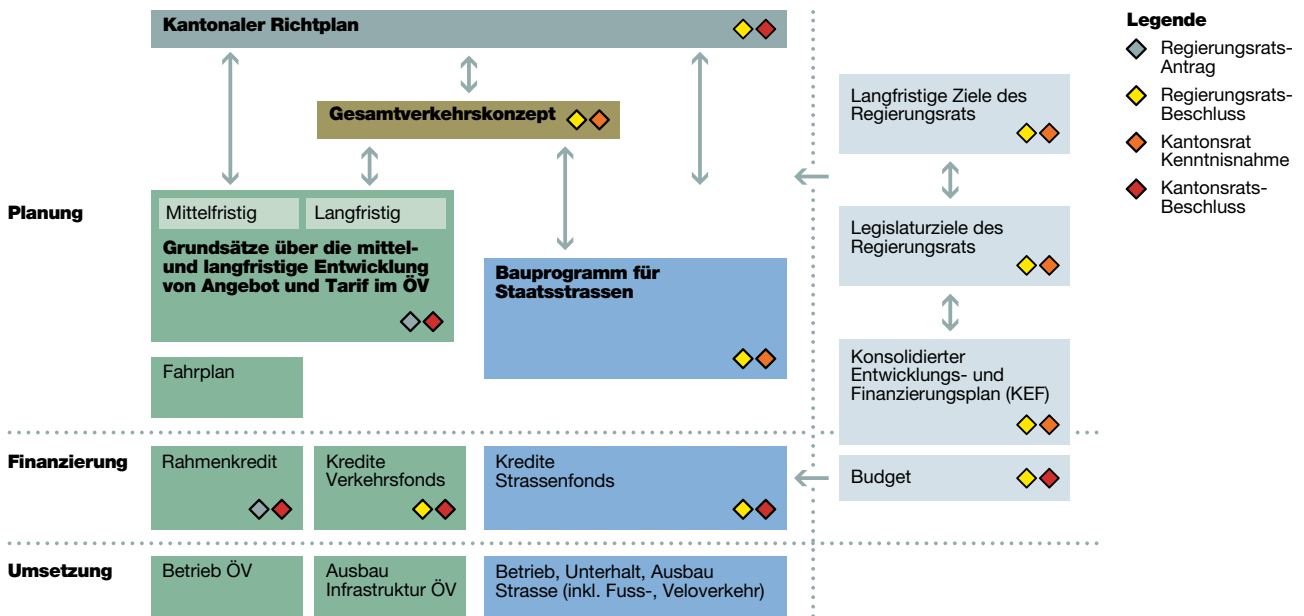 Kantonaler Richtplan
Gesamtverkehrskonzept
Planung
Mittelfristig
Langfristig
Grundsätze über die mittel-
und langfristige Entwicklung
von Angebot und Tarif im ÖV
Bauprogramm für
Staatsstrassen
Fahrplan
Langfristige Ziele des
Regierungsrats
Legislaturziele des
Regierungsrats
Konsolidierter
Entwicklungs- und
Finanzierungsplan (KEF)
Finanzierung
Rahmenkredit
Kredite
Verkehrsfonds
Kredite
Strassenfonds
Budget
Umsetzung
Betrieb ÖV
Ausbau
Infrastruktur ÖV
Betrieb, Unterhalt, Ausbau
Strasse (inkl. Fuss-, Veloverkehr)
Legende
Regierungsrats-
Antrag
Regierungsrats-
Beschluss
Kantonsrat
Kenntnisnahme
Kantonsrats-
Beschluss